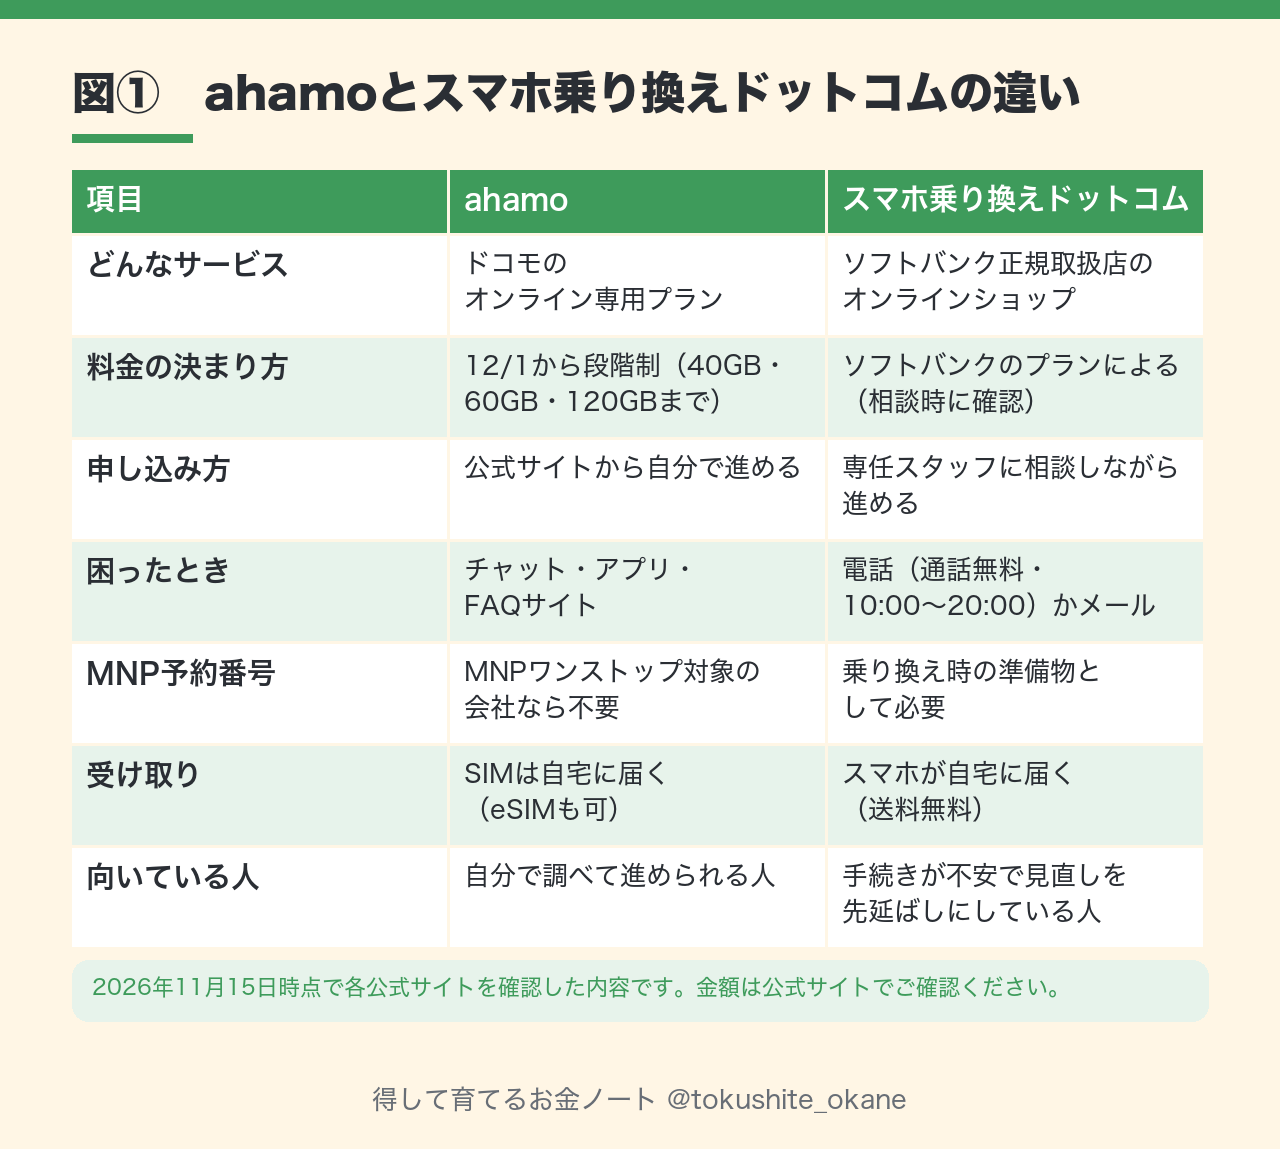 図①　ahamoとスマホ乗り換えドットコムの違い
項目
ahamo
スマホ乗り換えドットコム
どんなサービス
ドコモの
オンライン専用プラン
ソフトバンク正規取扱店の
オンラインショップ
料金の決まり方
12/1から段階制（40GB・
60GB・120GBまで）
ソフトバンクのプランによる
（相談時に確認）
申し込み方
公式サイトから自分で進める
専任スタッフに相談しながら
進める
困ったとき
チャット・アプリ・
FAQサイト
電話（通話無料・
10:00〜20:00）かメール
MNP予約番号
MNPワンストップ対象の
会社なら不要
乗り換え時の準備物と
して必要
受け取り
SIMは自宅に届く
（eSIMも可）
スマホが自宅に届く
（送料無料）
向いている人
自分で調べて進められる人
手続きが不安で見直しを
先延ばしにしている人
2026年11月15日時点で各公式サイトを確認した内容です。金額は公式サイトでご確認ください。
得して育てるお金ノート @tokushite_okane